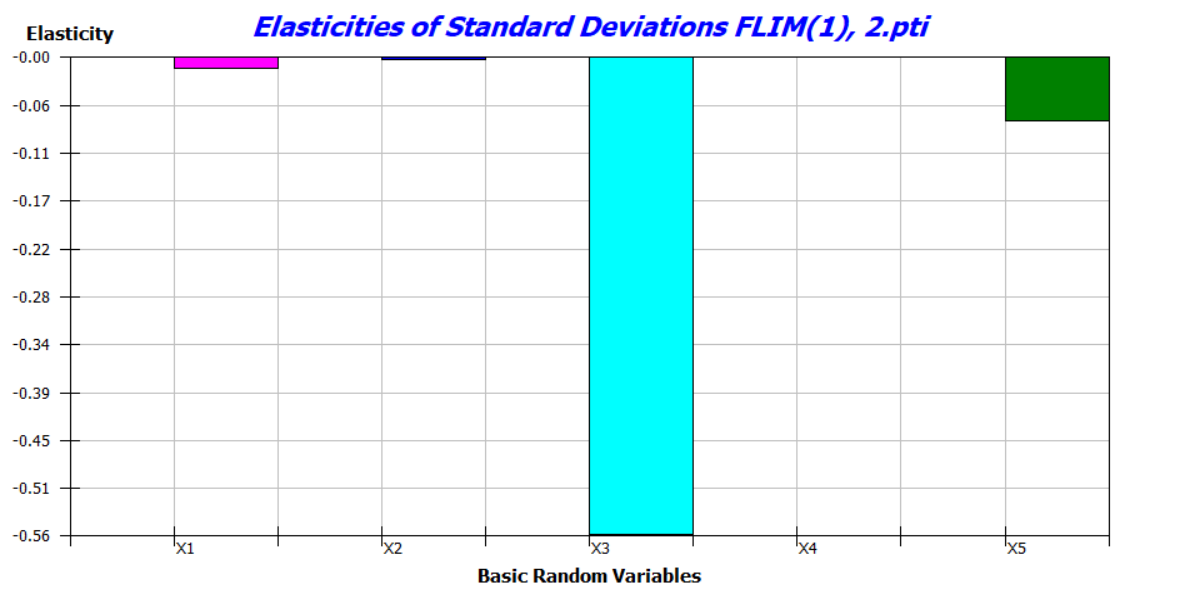 Elasticities of Standard Deviations FLIM(1), 2.pti
Elasticity
-0.00
-0.06
-0.11
-0.17
-0.22
-0.28
-0.34
-0.39
-0.45
-0.51
-0.56
X1 X2 X3 X4 X5
Basic Random Variables